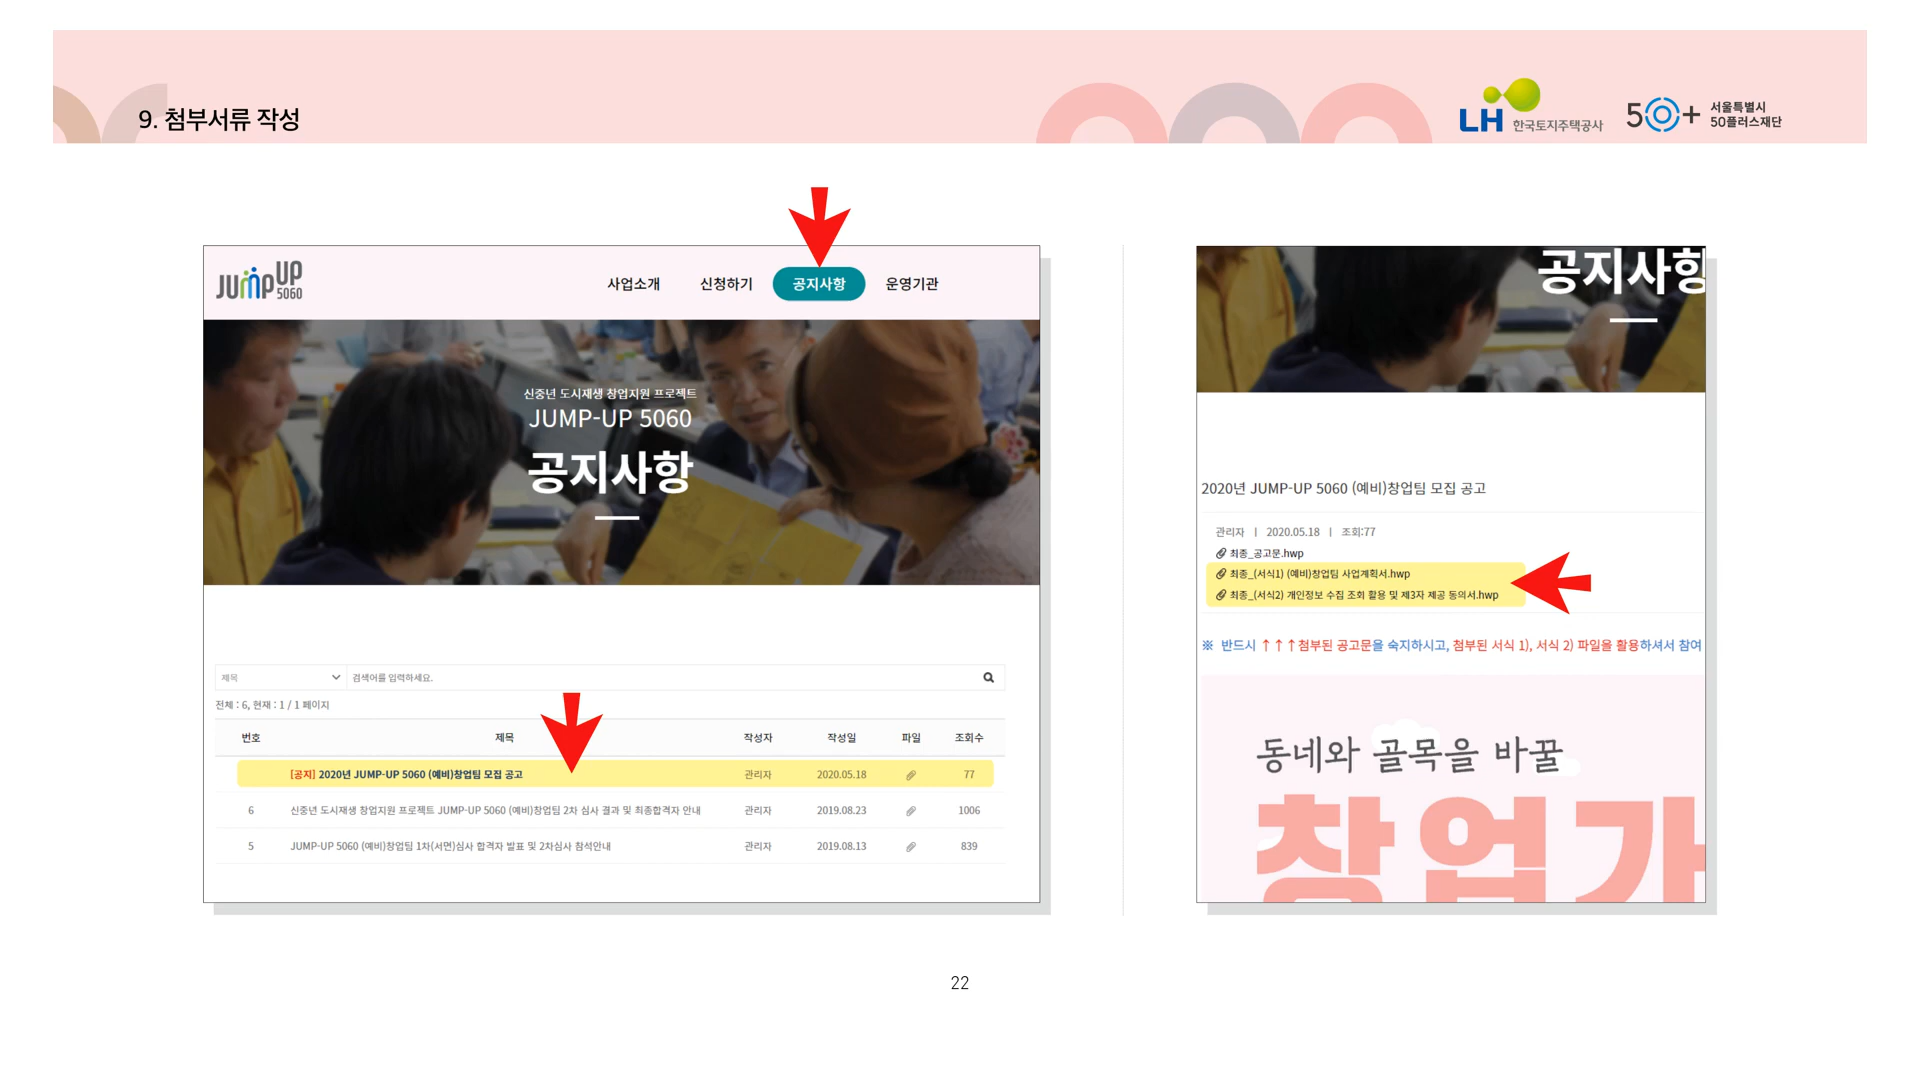 9. 첨부서류 작성
LH 한국토지주택공사
50+ 서울특별시
50플러스재단
JUMP UP
5060
사업소개 신청하기 공지사항 운영기관
신중년 도시재생 창업지원 프로젝트
JUMP-UP 5060
공지사항
제목 검색어를 입력하세요.
전체 : 6, 현재 : 1 / 1 페이지
번호 제목 작성자 작성일 파일 조회수
[공지] 2020년 JUMP-UP 5060 (예비)창업팀 모집 공고 관리자 2020.05.18 77
6 신중년 도시재생 창업지원 프로젝트 JUMP-UP 5060 (예비)창업팀 2차 심사 결과 및 최종합격자 안내 관리자 2019.08.23 1006
5 JUMP-UP 5060 (예비)창업팀 1차(서면)심사 합격자 발표 및 2차심사 참석안내 관리자 2019.08.13 839
공지사항
2020년 JUMP-UP 5060 (예비)창업팀 모집 공고
관리자 | 2020.05.18 | 조회:77
최종_공고문.hwp
최종_(서식1) (예비)창업팀 사업계획서.hwp
최종_(서식2) 개인정보 수집 조회 활용 및 제3자 제공 동의서.hwp
※ 반드시 ↑↑↑첨부된 공고문을 숙지하시고, 첨부된 서식 1), 서식 2) 파일을 활용하셔서 참여
동네와 골목을 바꿀
창업가
22